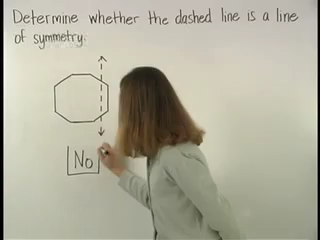 Determine whether the dashed line is a line
of symmetry.
No